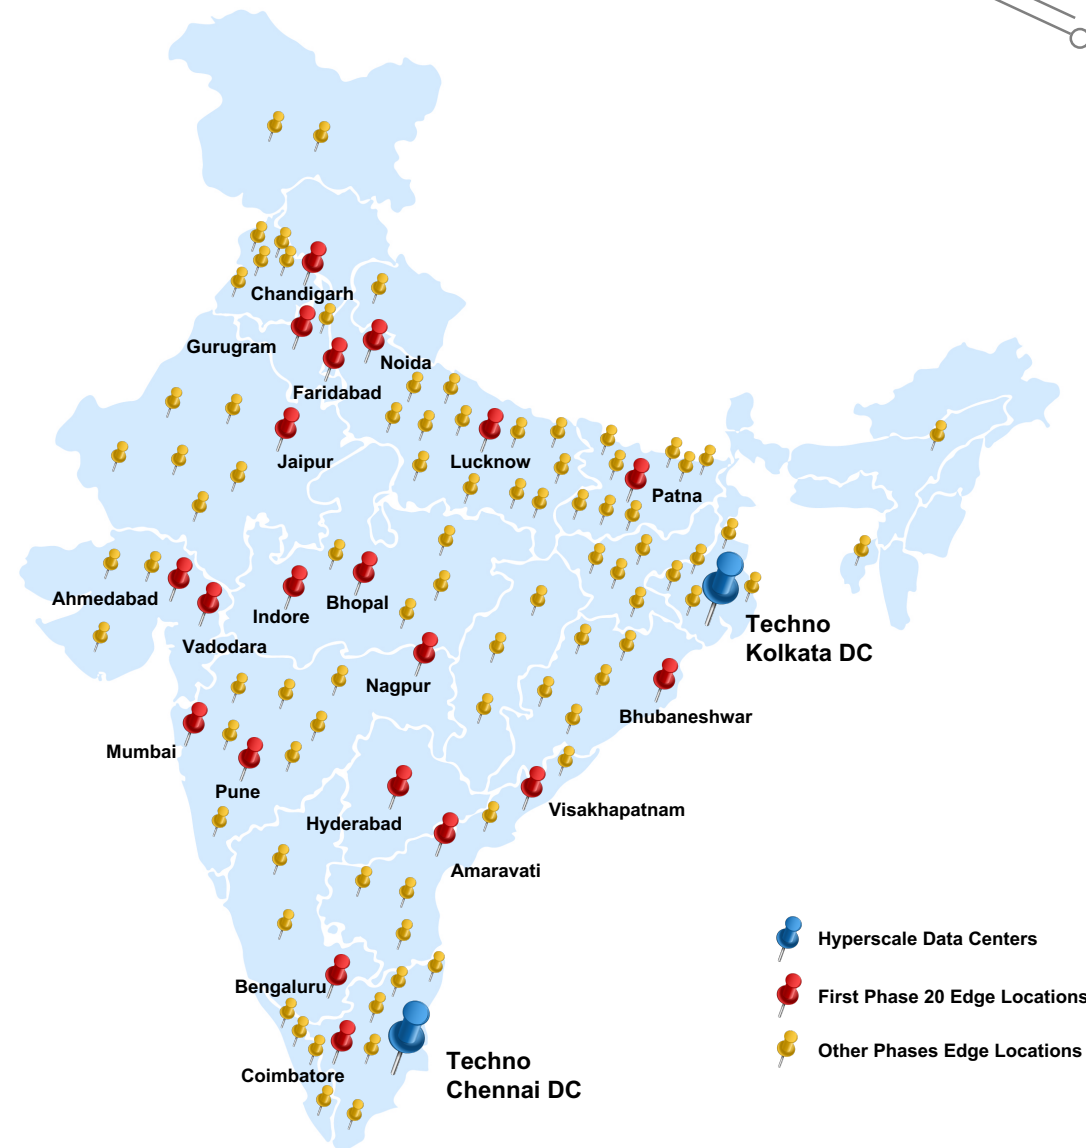 Chandigarh
Gurugram
Noida
Faridabad
Jaipur
Lucknow
Patna
Ahmedabad
Indore
Bhopal
Vadodara
Techno
Kolkata DC
Nagpur
Bhubaneshwar
Mumbai
Pune
Hyderabad
Visakhapatnam
Amaravati
Hyperscale Data Centers
Bengaluru
First Phase 20 Edge Locations
Other Phases Edge Locations
Coimbatore
Techno
Chennai DC